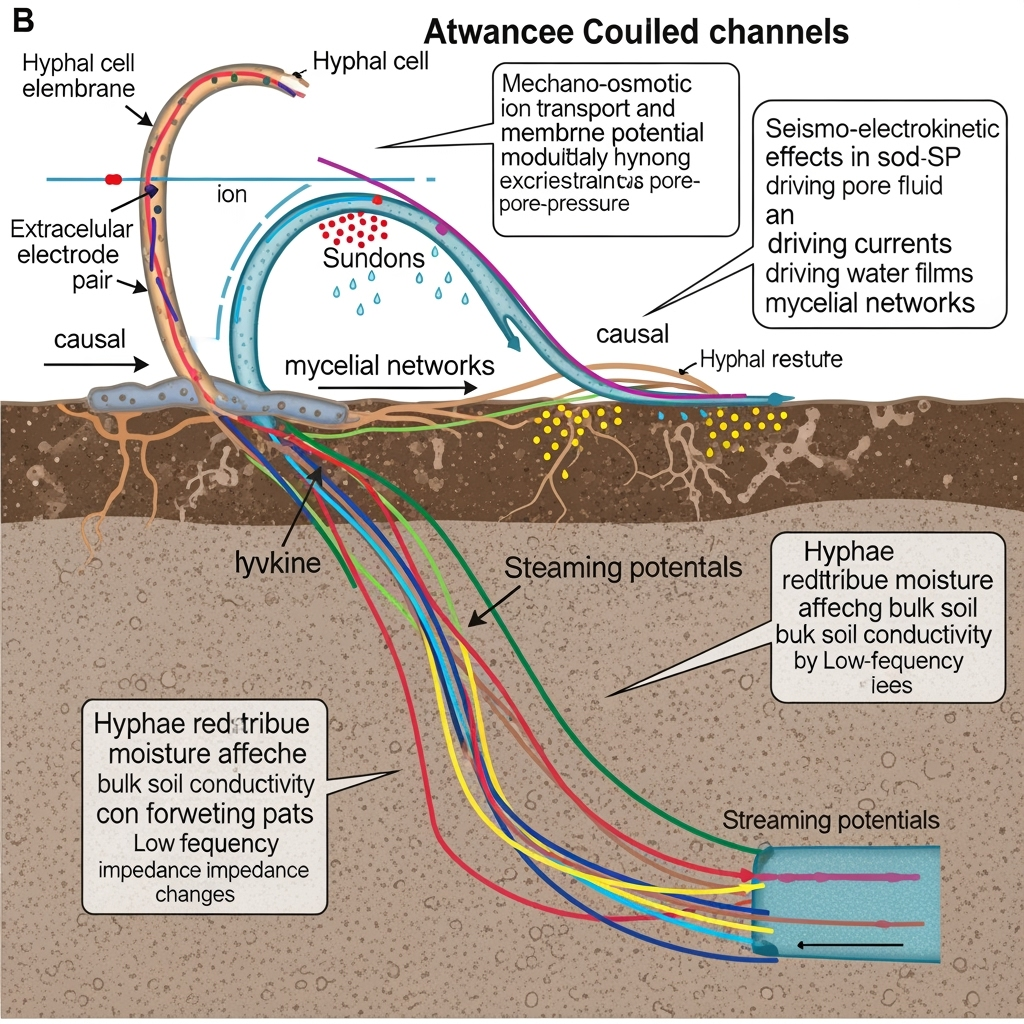 B
Atwancee Coulled channels
Hyphal cell
elembrane
Hyphal cell
Mechano-osmotic
ion transport and
membrne potential
hynong
pore-
pore-pressure
Seismo-electrokinetic
effects in sod-SP
driving pore fluid
an
driving currents
driving water films
mycelial networks
ion
Extracelular
electrode
pair
Sundons
causal
causal
mycelial networks
Hyphal resture
lyvkine
Steaming potentals
Hyphae
redttribue moisture
affechg bulk soil
buk soil conductivity
by Low-fequency
iees
Hyphae red:tribue
moisture affeche
bulk soil conductivity
con forweting pats
Low fequency
impedance impedance
changes
Streaming potentials